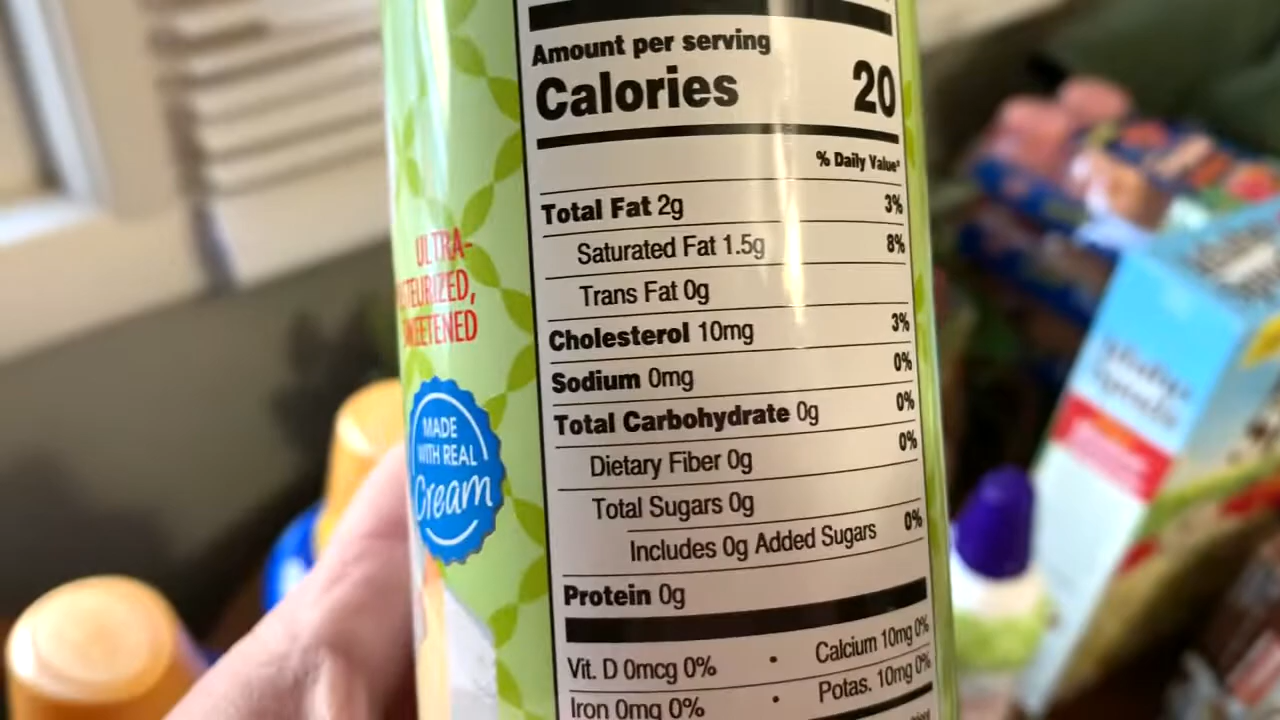 Amount per serving
Calories 20
% Daily Value*
Total Fat 2g 3%
Saturated Fat 1.5g 8%
Trans Fat 0g
Cholesterol 10mg 3%
Sodium 0mg 0%
Total Carbohydrate 0g 0%
Dietary Fiber 0g 0%
Total Sugars 0g
Includes 0g Added Sugars 0%
Protein 0g
Vit. D 0mcg 0% • Calcium 10mg 0%
Iron 0mg 0% • Potas. 10mg 0%
ULTRA-
MADE
WITH REAL
Cream